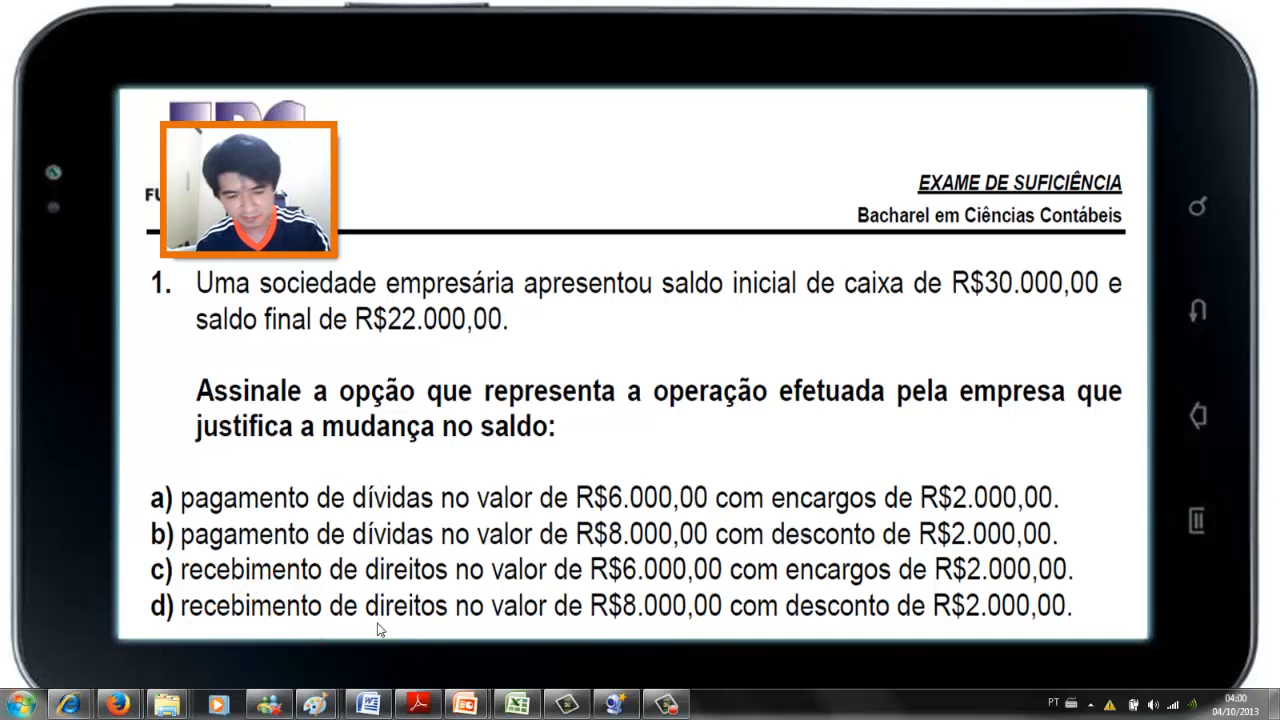 EXAME DE SUFICIÊNCIA
Bacharel em Ciências Contábeis
1. Uma sociedade empresária apresentou saldo inicial de caixa de R$30.000,00 e
saldo final de R$22.000,00.
Assinale a opção que representa a operação efetuada pela empresa que
justifica a mudança no saldo:
a) pagamento de dívidas no valor de R$6.000,00 com encargos de R$2.000,00.
b) pagamento de dívidas no valor de R$8.000,00 com desconto de R$2.000,00.
c) recebimento de direitos no valor de R$6.000,00 com encargos de R$2.000,00.
d) recebimento de direitos no valor de R$8.000,00 com desconto de R$2.000,00.
PT
04:00
04/10/2013